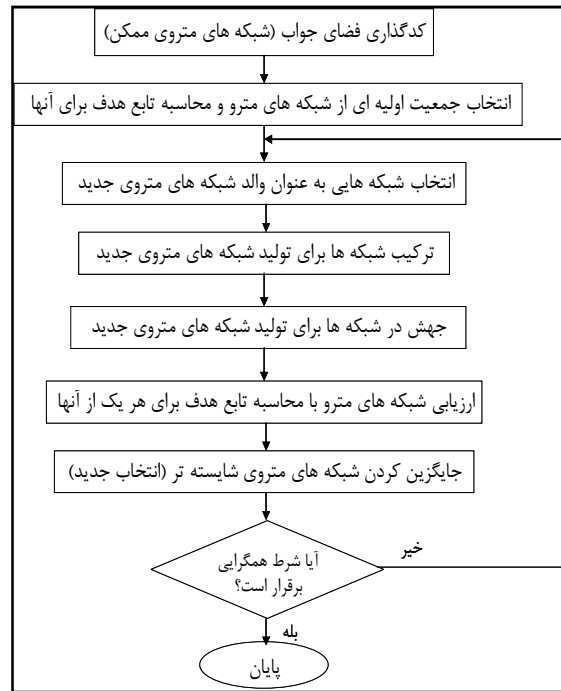 کدگذاری فضای جواب (شبکه های متروی ممکن)
انتخاب جمعیت اولیه ای از شبکه های مترو و محاسبه تابع هدف برای آنها
انتخاب شبکه هایی به عنوان والد شبکه های متروی جدید
ترکیب شبکه ها برای تولید شبکه های متروی جدید
جهش در شبکه ها برای تولید شبکه های متروی جدید
ارزیابی شبکه های مترو با محاسبه تابع هدف برای هر یک از آنها
جایگزین کردن شبکه های متروی شایسته تر (انتخاب جدید)
آیا شرط همگرایی
برقرار است؟
خیر
بله
پایان